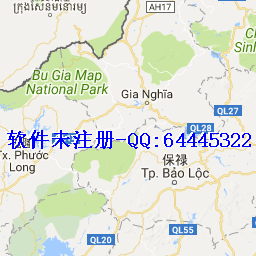 AH17
Bu Gia Map
National Park
Gia Nghĩa
QL27
软件未注册-QQ:64445322
QL28
x. Phước
Long
保禄
Tp. Bảo Lộc
QL20
QL55